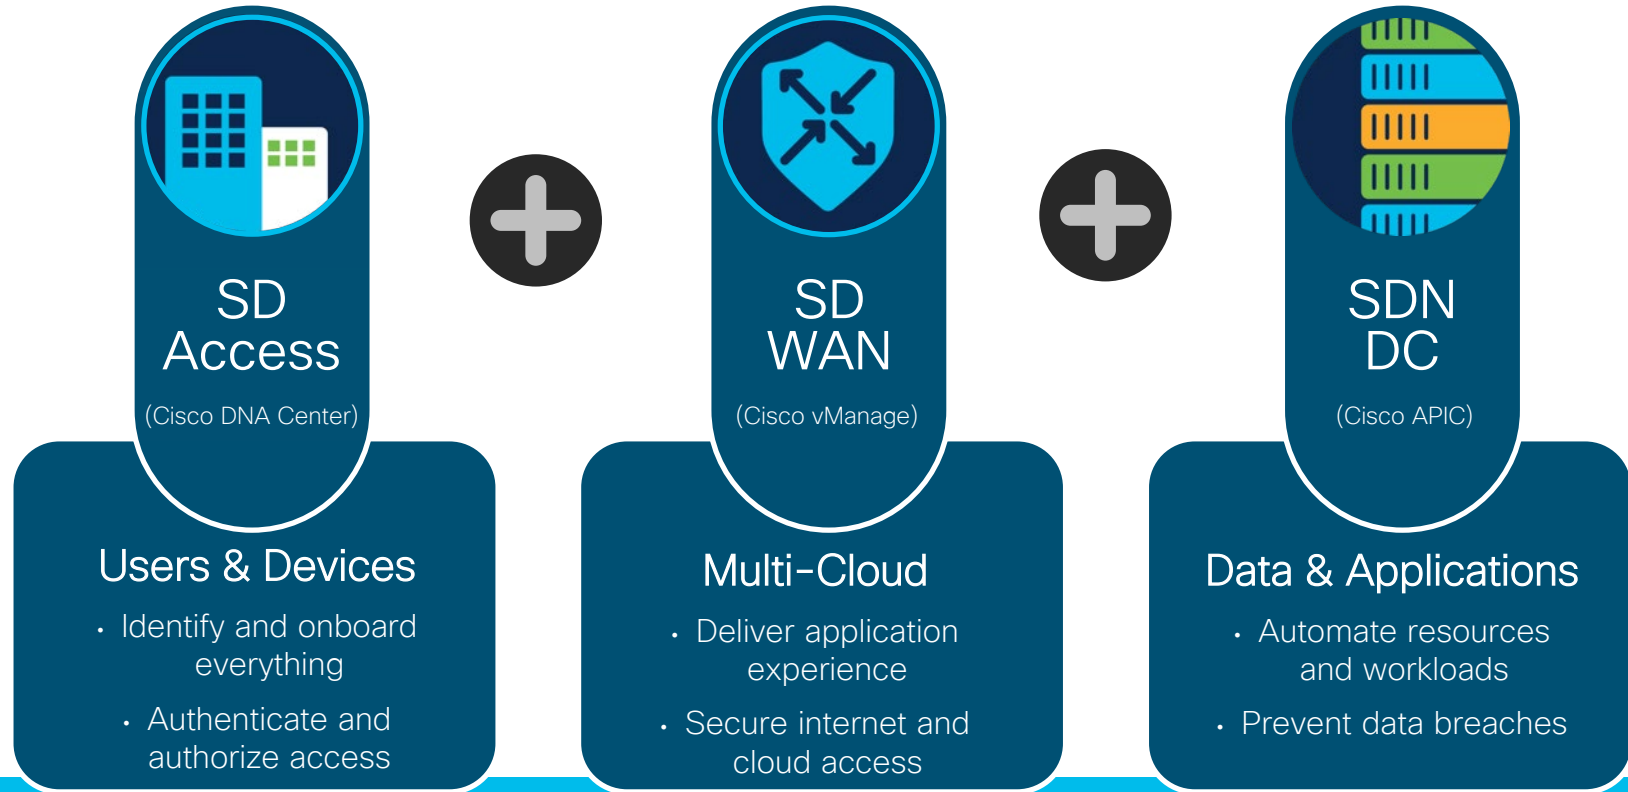 SD
Access
(Cisco DNA Center)
Users & Devices
• Identify and onboard
everything
• Authenticate and
authorize access
SD
WAN
(Cisco vManage)
Multi-Cloud
• Deliver application
experience
• Secure internet and
cloud access
SDN
DC
(Cisco APIC)
Data & Applications
• Automate resources
and workloads
• Prevent data breaches